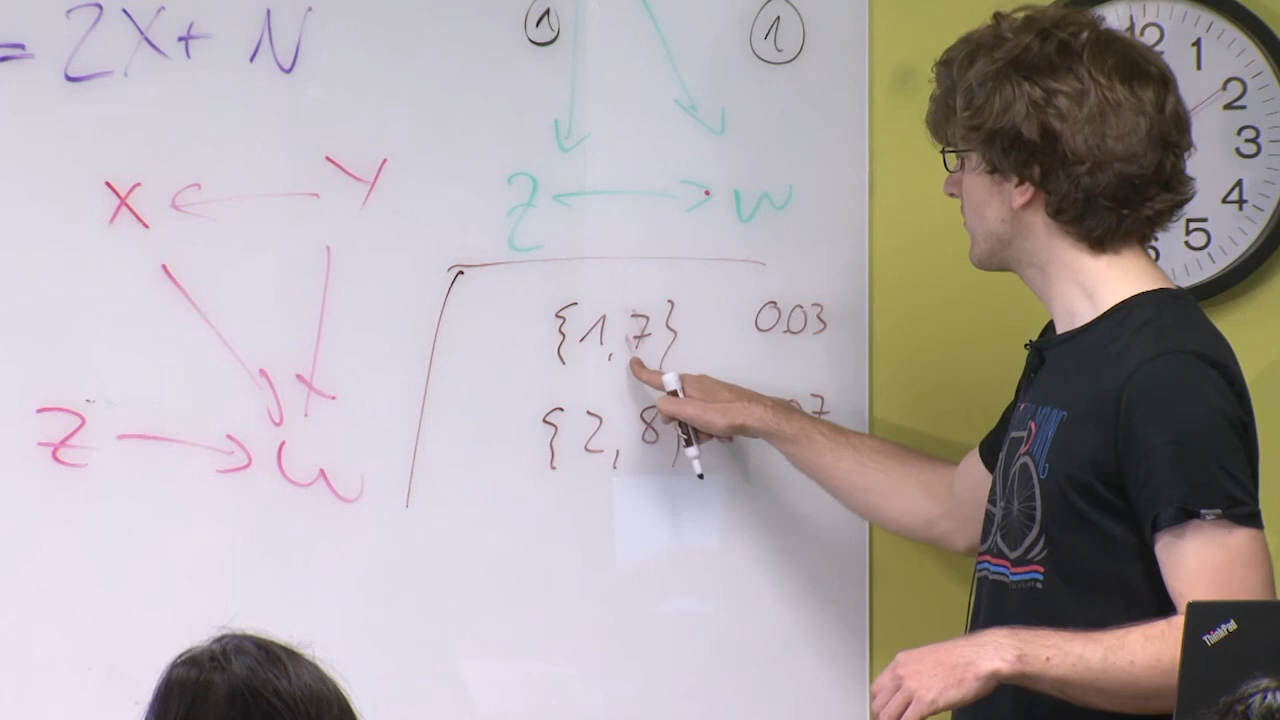 = 2X + N
1
1
X Y
Z W
Z W
{1, 7} 0.03
{2, 8}
12
1
2
3
4
5
ThinkPad